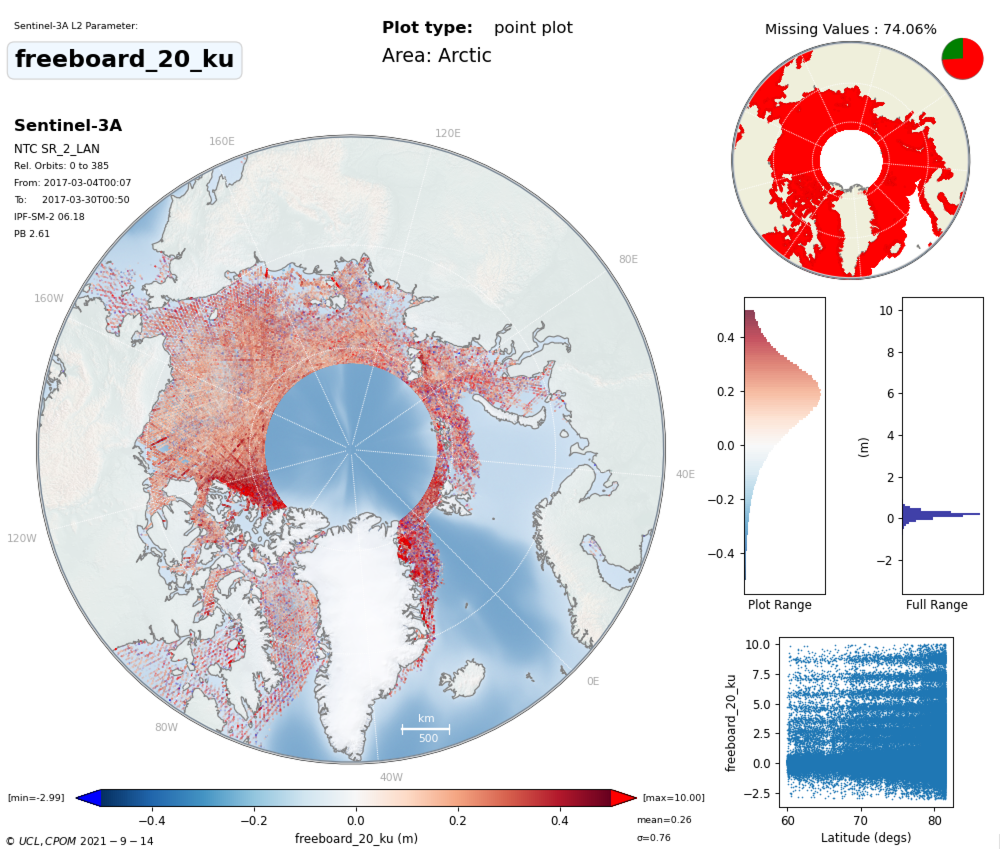 Sentinel-3A L2 Parameter:
freeboard_20_ku
Plot type: point plot
Area: Arctic
Missing Values : 74.06%
Sentinel-3A
NTC SR_2_LAN
Rel. Orbits: 0 to 385
From: 2017-03-04T00:07
To: 2017-03-30T00:50
IPF-SM-2 06.18
PB 2.61
160E
120E
80E
160W
40E
120W
0E
80W
40W
km
500
0.4
0.2
0.0
−0.2
−0.4
Plot Range
10
8
6
4
2
0
−2
(m)
Full Range
10.0
7.5
5.0
2.5
0.0
−2.5
freeboard_20_ku
60 70 80
Latitude (degs)
[min=-2.99]
[max=10.00]
−0.4 −0.2 0.0 0.2 0.4
freeboard_20_ku (m)
mean=0.26
σ=0.76
© UCL, CPOM 2021 − 9 − 14